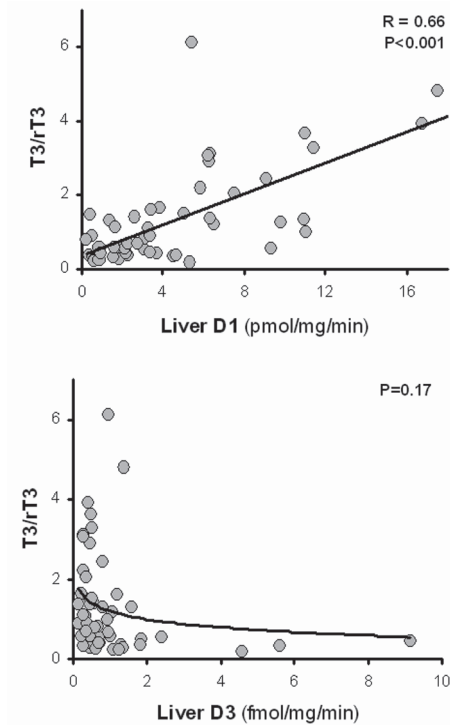 R = 0.66
P<0.001
T3/rT3
6
4
2
0
0 4 8 12 16
Liver D1 (pmol/mg/min)
P=0.17
T3/rT3
6
4
2
0
0 2 4 6 8 10
Liver D3 (fmol/mg/min)